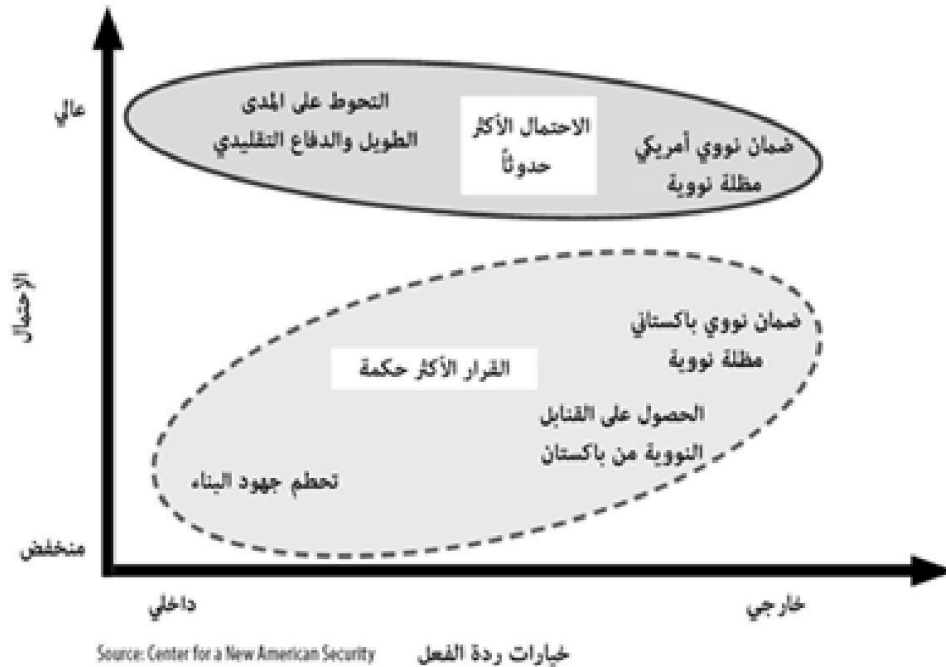 عالي
التحوط على المدى
الطويل والدفاع التقليدي
الاحتمال الأكثر
حدوثاً
ضمان نووي أمريكي
مظلة نووية
الإحتمال
ضمان نووي باكستاني
مظلة نووية
القرار الأكثر حكمة
الحصول على القنابل
النووية من باكستان
تحطم جهود البناء
منخفض
داخلي
خارجي
خيارات ردة الفعل
Source: Center for a New American Security